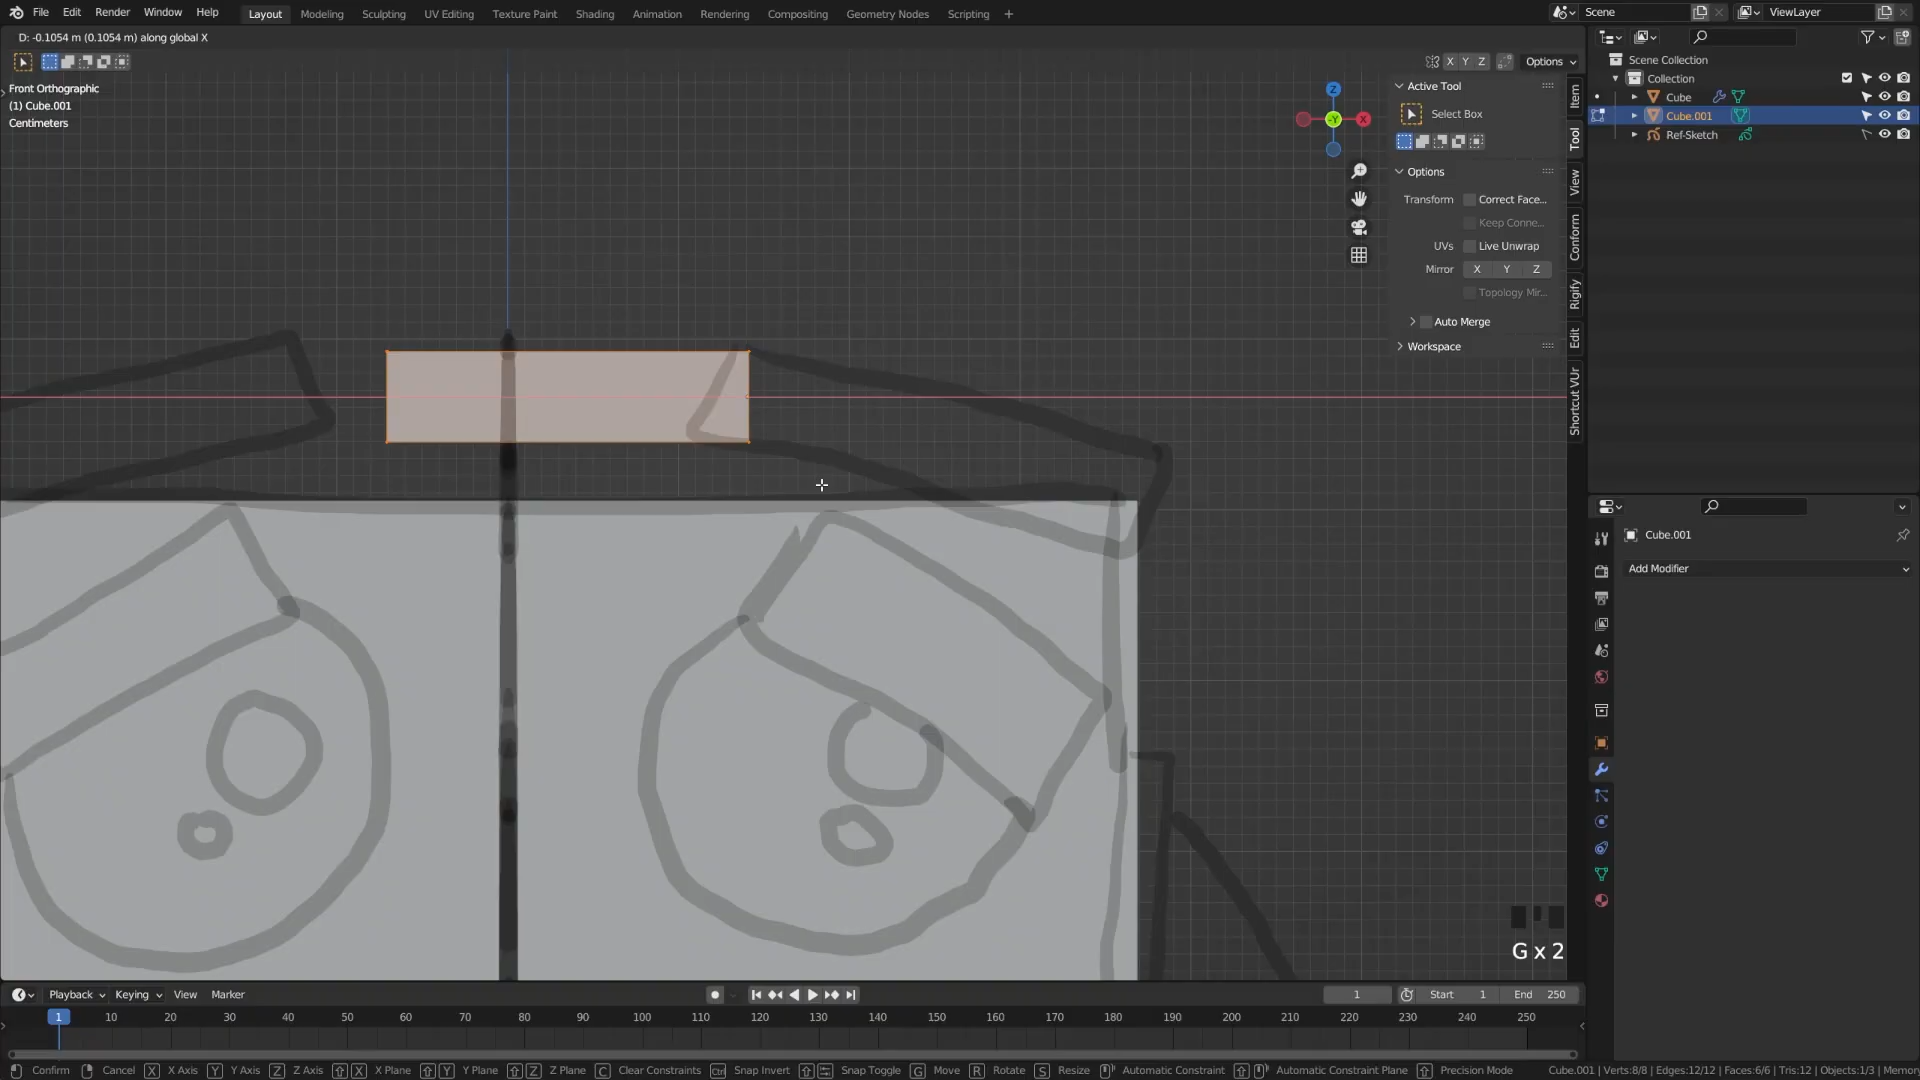 File Edit Render Window Help Layout Modeling Sculpting UV Editing Texture Paint Shading Animation Rendering Compositing Geometry Nodes Scripting + Scene ViewLayer
D: -0.1054 m (0.1054 m) along global X
X Y Z Options
Front Orthographic
(1) Cube.001
Centimeters
Z
-Y X
Active Tool
Select Box
Options
Transform Correct Face...
Keep Conne...
UVs Live Unwrap
Mirror X Y Z
Topology Mir...
Auto Merge
Workspace
Item
Tool
View
Conform
Rigify
Edit
Shortcut VUr
Scene Collection
Collection
Cube
Cube.001
Ref-Sketch
Cube.001
Add Modifier
G x 2
Playback Keying View Marker 1 Start 1 End 250
1 10 20 30 40 50 60 70 80 90 100 110 120 130 140 150 160 170 180 190 200 210 220 230 240 250
Confirm Cancel X X Axis Y Y Axis Z Z Axis X X Plane Y Y Plane Z Z Plane C Clear Constraints Ctrl Snap Invert Snap Toggle G Move R Rotate S Resize Automatic Constraint Automatic Constraint Plane Precision Mode Cube.001 | Verts:8/8 | Edges:12/12 | Faces:6/6 | Tris:12 | Objects:1/3 | Memory